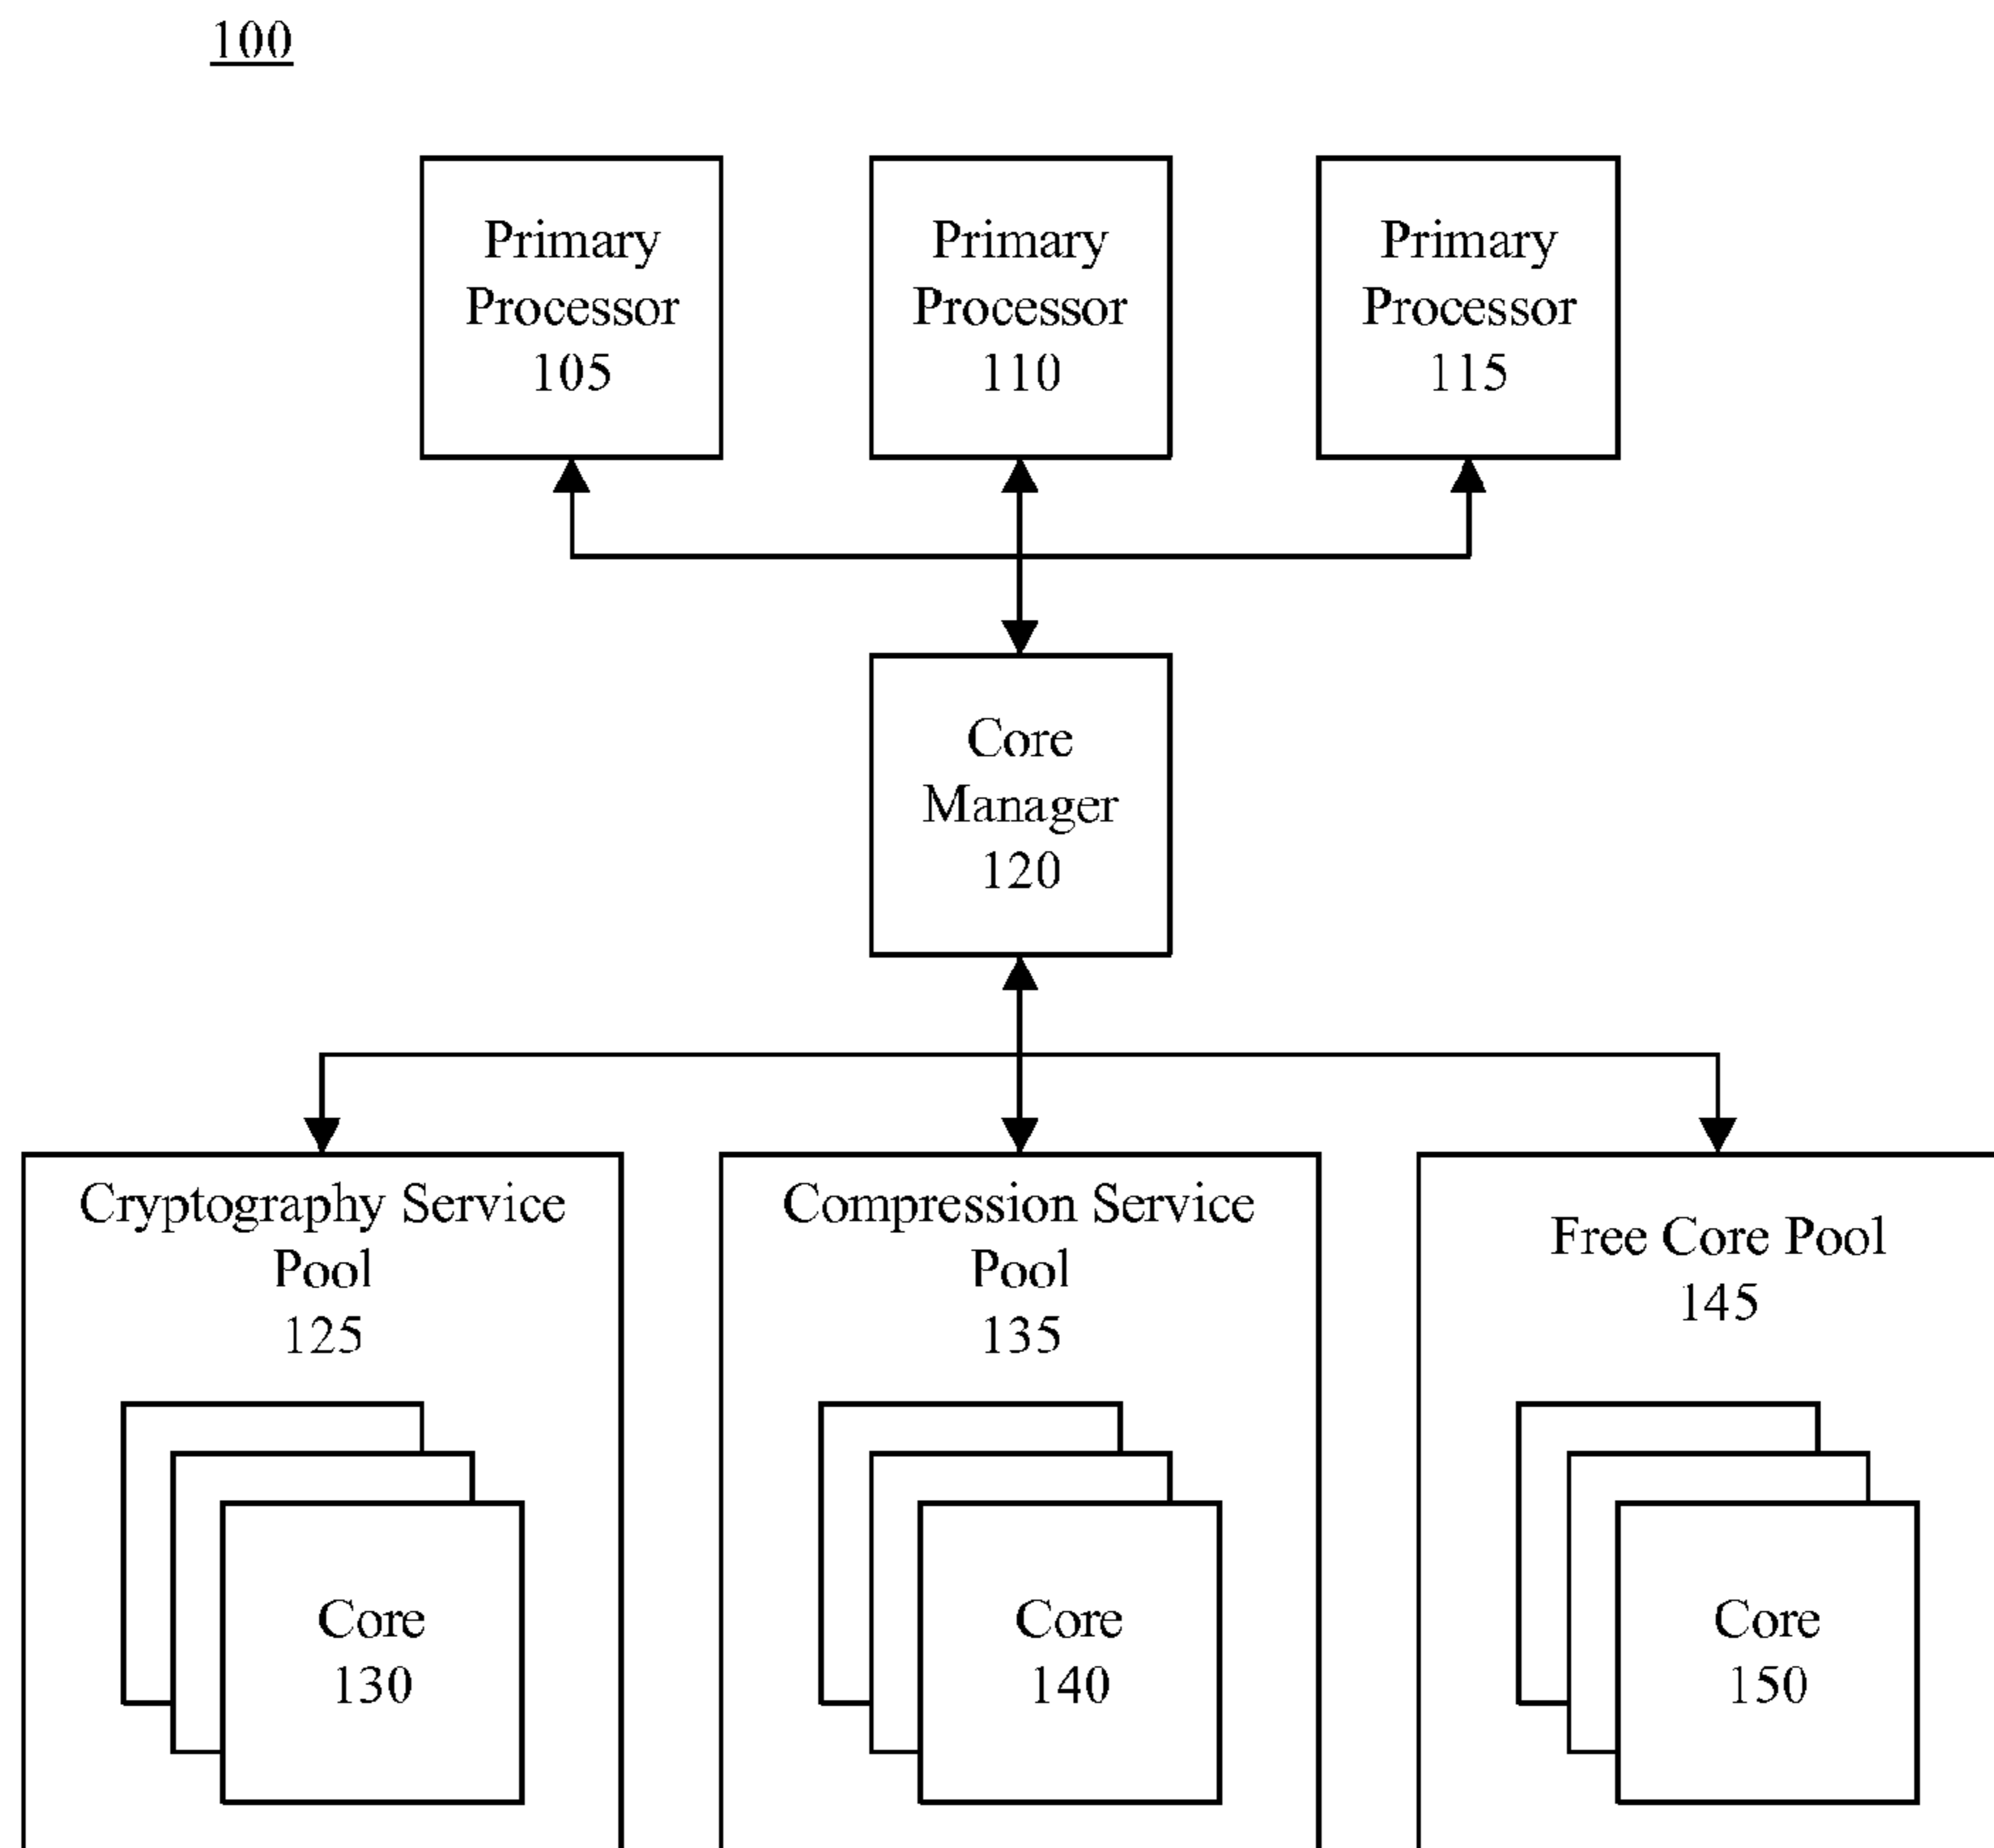 100
Primary
Processor
105
Primary
Processor
110
Primary
Processor
115
Core
Manager
120
Cryptography Service
Pool
125
Compression Service
Pool
135
Free Core Pool
145
Core
130
Core
140
Core
150